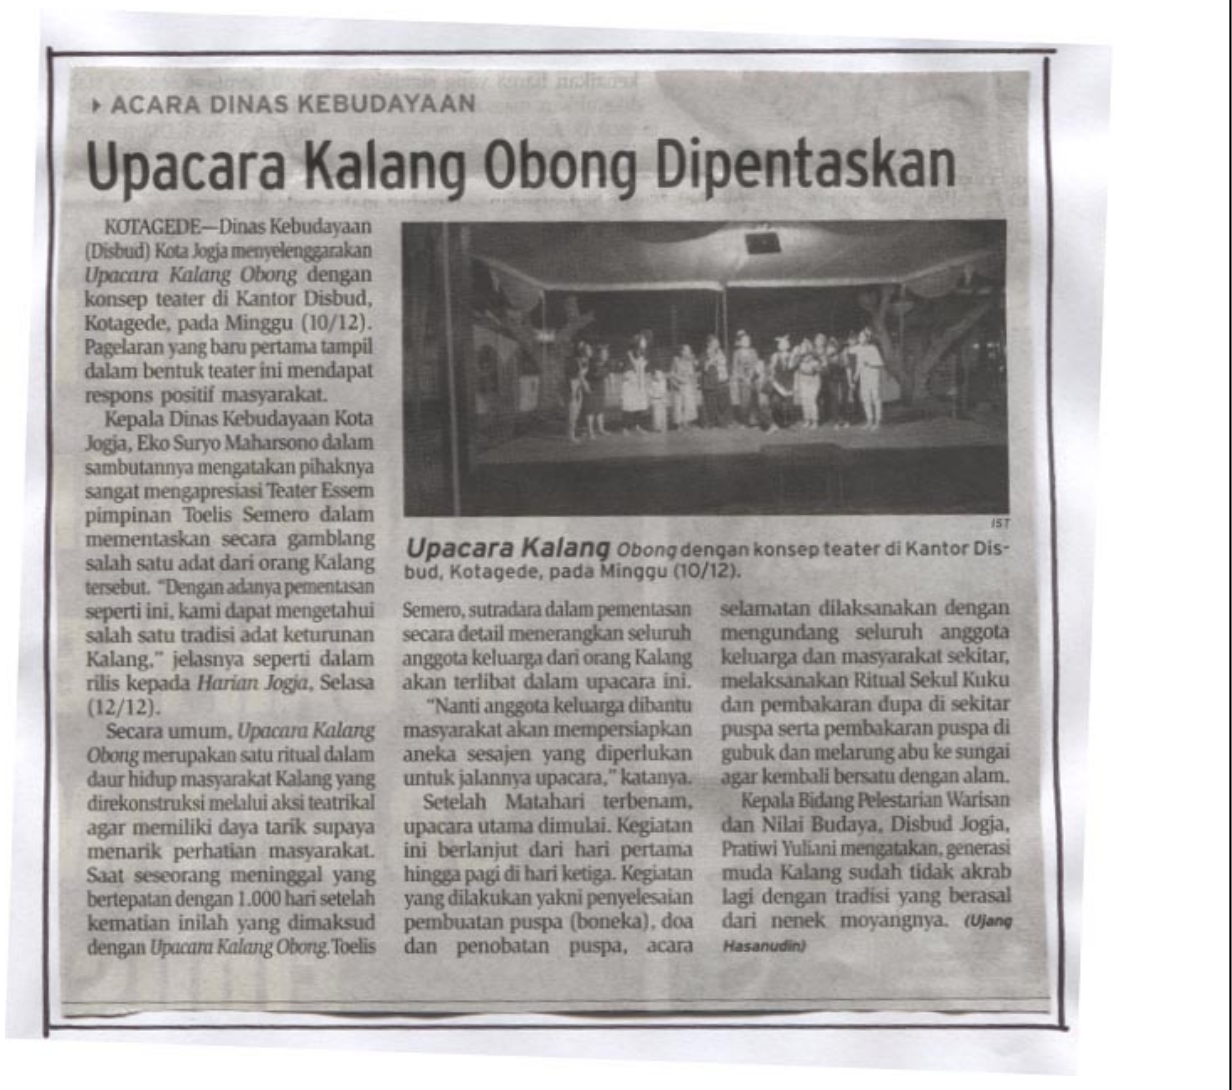 ▸ ACARA DINAS KEBUDAYAAN
Upacara Kalang Obong Dipentaskan
KOTAGEDE—Dinas Kebudayaan
(Disbud) Kota Jogja menyelenggarakan
Upacara Kalang Obong dengan
konsep teater di Kantor Disbud,
Kotagede, pada Minggu (10/12).
Pagelaran yang baru pertama tampil
dalam bentuk teater ini mendapat
respons positif masyarakat.
Kepala Dinas Kebudayaan Kota
Jogja, Eko Suryo Maharsono dalam
sambutannya mengatakan pihaknya
sangat mengapresiasi Teater Essem
pimpinan Toelis Semero dalam
mementaskan secara gamblang
salah satu adat dari orang Kalang
tersebut. “Dengan adanya pementasan
seperti ini, kami dapat mengetahui
salah satu tradisi adat keturunan
Kalang,” jelasnya seperti dalam
rilis kepada Harian Jogja, Selasa
(12/12).
Secara umum, Upacara Kalang
Obong merupakan satu ritual dalam
daur hidup masyarakat Kalang yang
direkonstruksi melalui aksi teatrikal
agar memiliki daya tarik supaya
menarik perhatian masyarakat.
Saat seseorang meninggal yang
bertepatan dengan 1.000 hari setelah
kematian inilah yang dimaksud
dengan Upacara Kalang Obong. Toelis
IST
Upacara Kalang Obong dengan konsep teater di Kantor Dis-
bud, Kotagede, pada Minggu (10/12).
Semero, sutradara dalam pementasan
secara detail menerangkan seluruh
anggota keluarga dari orang Kalang
akan terlibat dalam upacara ini.
“Nanti anggota keluarga dibantu
masyarakat akan mempersiapkan
aneka sesajen yang diperlukan
untuk jalannya upacara,” katanya.
Setelah Matahari terbenam,
upacara utama dimulai. Kegiatan
ini berlanjut dari hari pertama
hingga pagi di hari ketiga. Kegiatan
yang dilakukan yakni penyelesaian
pembuatan puspa (boneka), doa
dan penobatan puspa, acara
selamatan dilaksanakan dengan
mengundang seluruh anggota
keluarga dan masyarakat sekitar,
melaksanakan Ritual Sekul Kuku
dan pembakaran dupa di sekitar
puspa serta pembakaran puspa di
gubuk dan melarung abu ke sungai
agar kembali bersatu dengan alam.
Kepala Bidang Pelestarian Warisan
dan Nilai Budaya, Disbud Jogja,
Pratiwi Yuliani mengatakan, generasi
muda Kalang sudah tidak akrab
lagi dengan tradisi yang berasal
dari nenek moyangnya. (Ujang
Hasanudin)